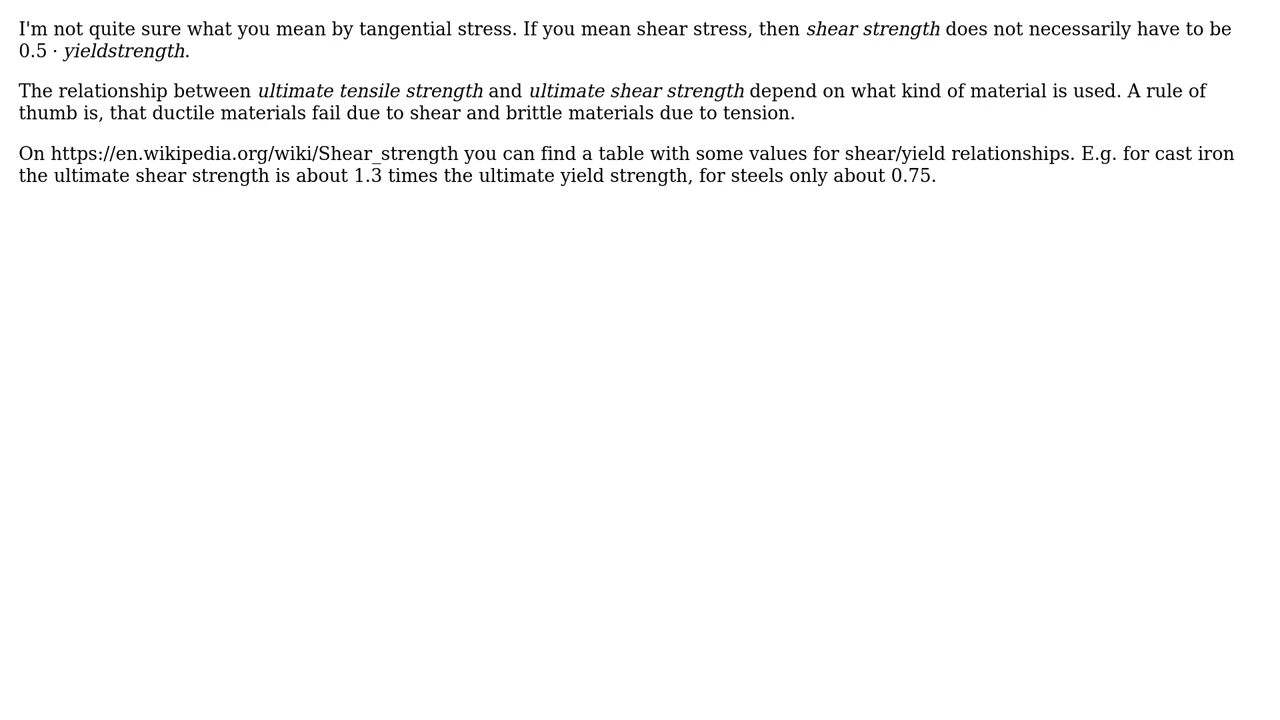 I'm not quite sure what you mean by tangential stress. If you mean shear stress, then shear strength does not necessarily have to be
0.5 · yieldstrength.
The relationship between ultimate tensile strength and ultimate shear strength depend on what kind of material is used. A rule of
thumb is, that ductile materials fail due to shear and brittle materials due to tension.
On https://en.wikipedia.org/wiki/Shear_strength you can find a table with some values for shear/yield relationships. E.g. for cast iron
the ultimate shear strength is about 1.3 times the ultimate yield strength, for steels only about 0.75.